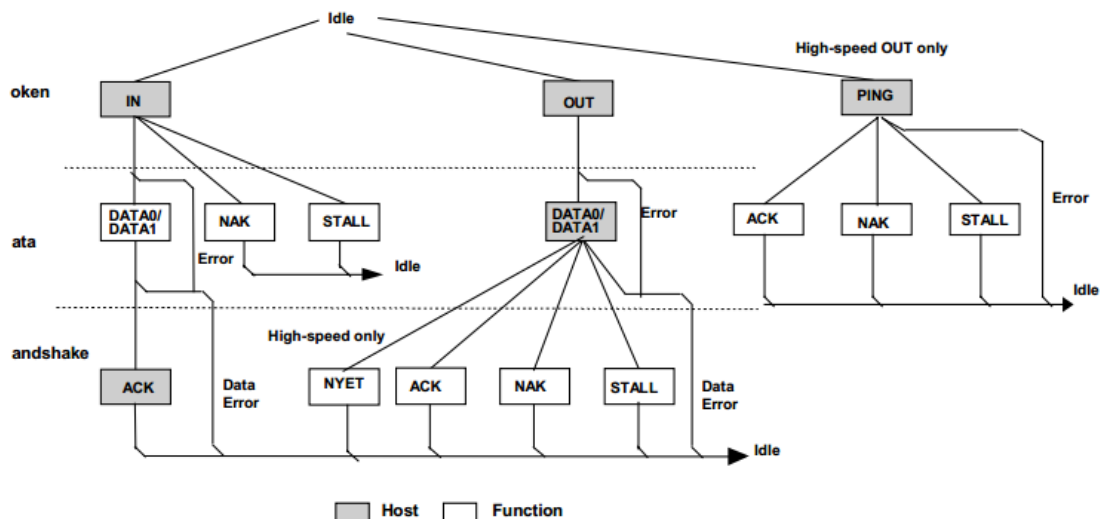 Idle
High-speed OUT only
oken
IN
OUT
PING
DATA0/
DATA1
NAK
STALL
DATA0/
DATA1
Error
ACK
NAK
STALL
Error
ata
Error
Idle
Idle
High-speed only
andshake
ACK
Data
Error
NYET
ACK
NAK
STALL
Data
Error
Idle
Host
Function